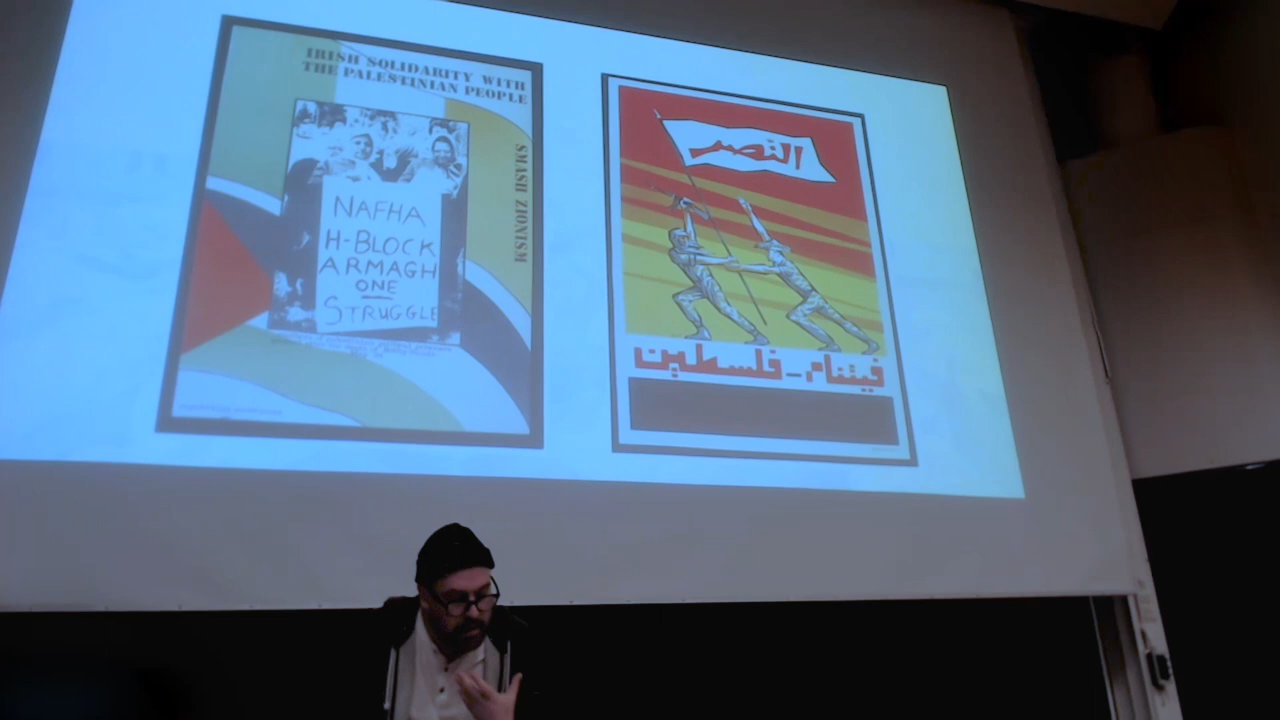 IRISH SOLIDARITY WITH
THE PALESTINIAN PEOPLE
SMASH ZIONISM
NAFHA
H-BLOCK
ARMAGH
ONE
STRUGGLE
النصر
فيتنام - فلسطين